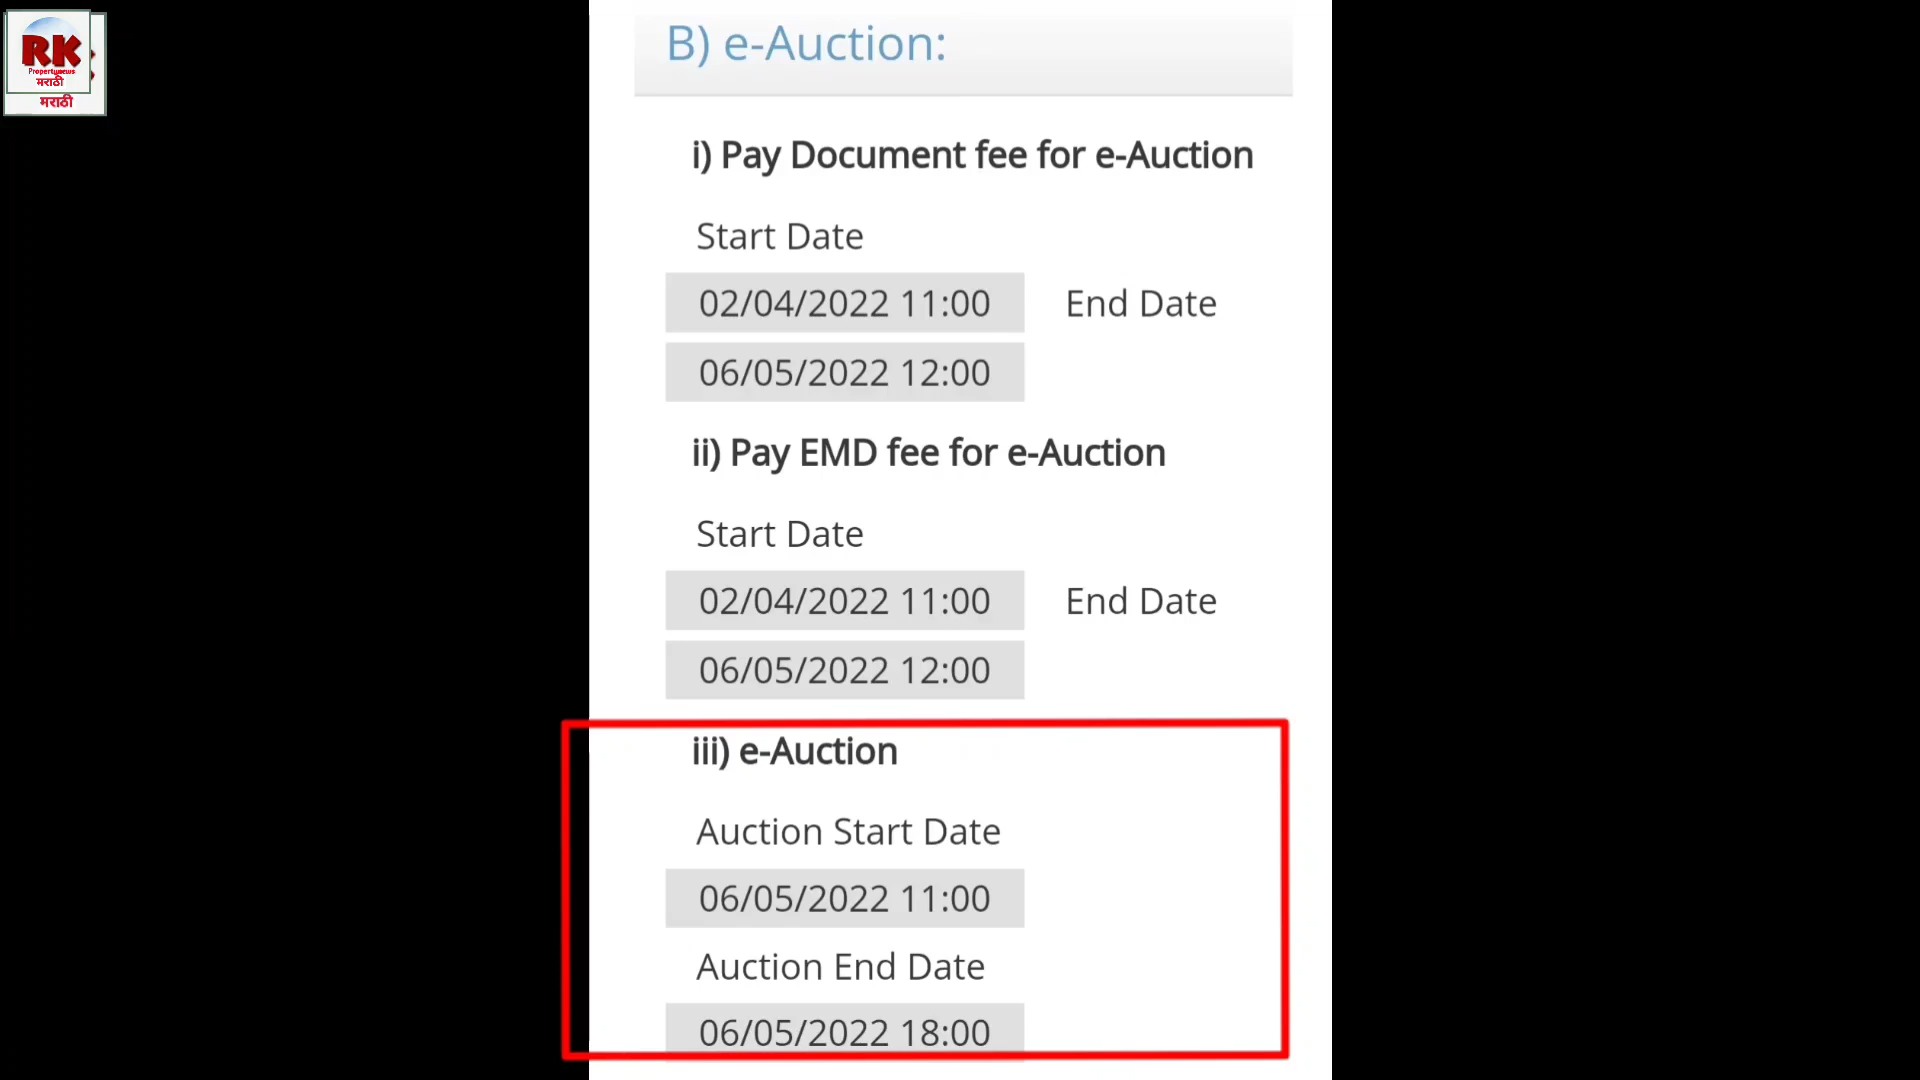 RK
Propertynews
मराठी
मराठी
B) e-Auction:
i) Pay Document fee for e-Auction
Start Date
02/04/2022 11:00 End Date
06/05/2022 12:00
ii) Pay EMD fee for e-Auction
Start Date
02/04/2022 11:00 End Date
06/05/2022 12:00
iii) e-Auction
Auction Start Date
06/05/2022 11:00
Auction End Date
06/05/2022 18:00